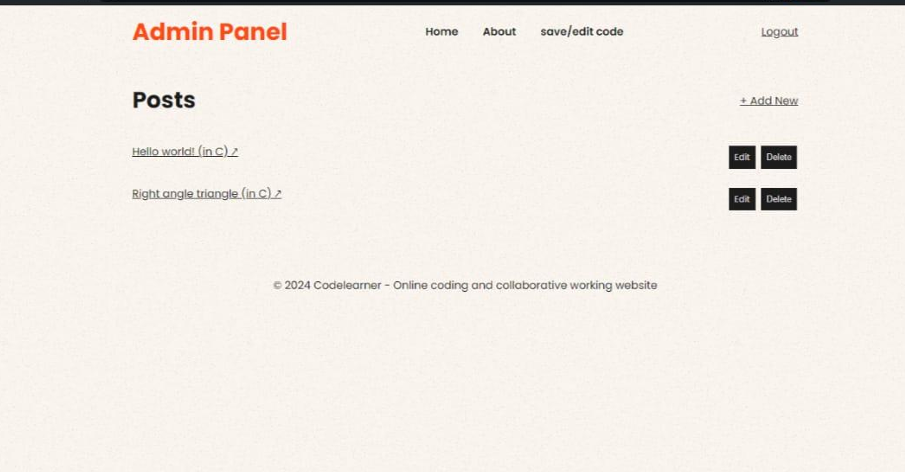 Admin Panel Home About save/edit code Logout
Posts + Add New
Hello world! (in C) ↗ Edit Delete
Right angle triangle (in C) ↗ Edit Delete
© 2024 Codelearner - Online coding and collaborative working website